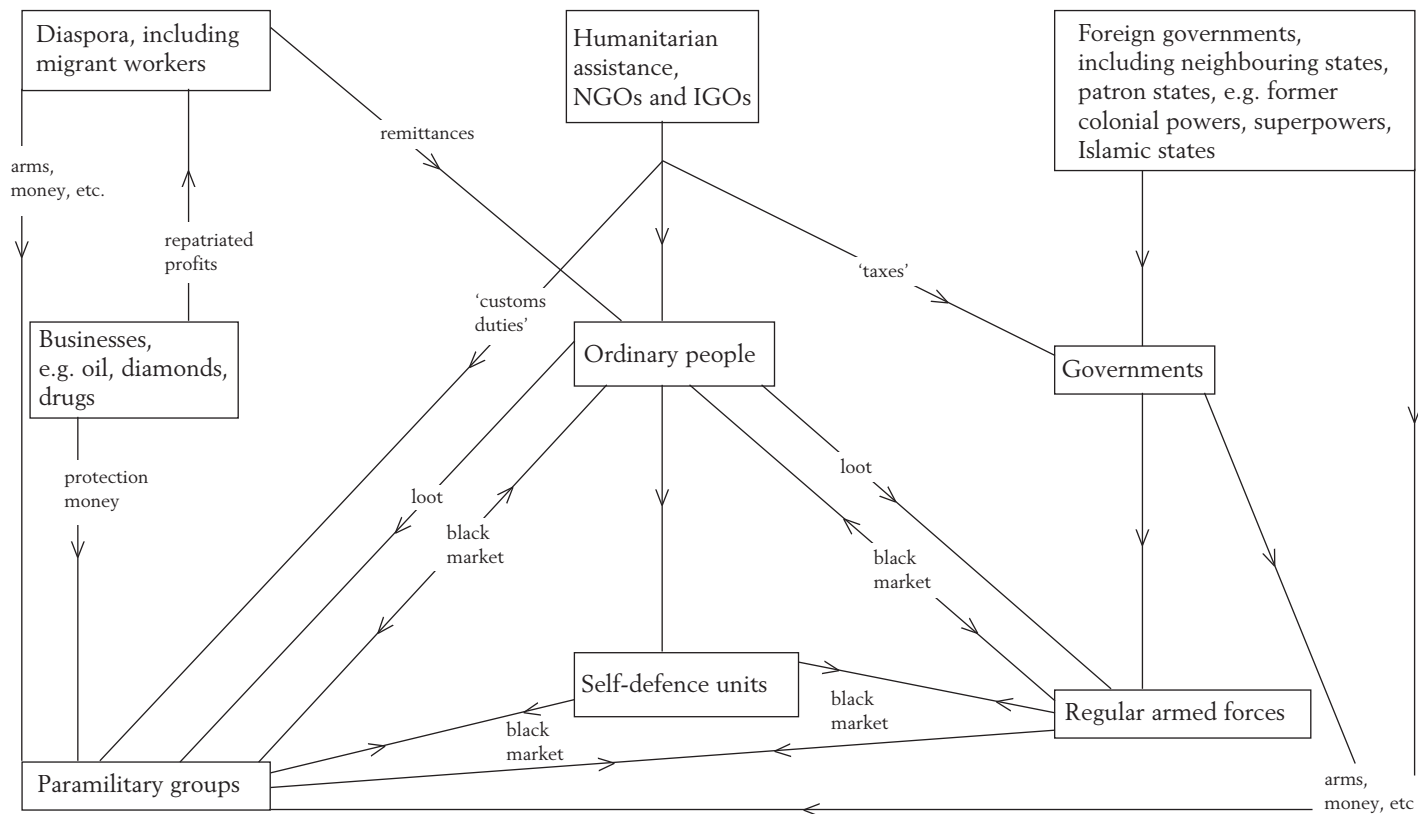 Diaspora, including
migrant workers
Humanitarian
assistance,
NGOs and IGOs
Foreign governments,
including neighbouring states,
patron states, e.g. former
colonial powers, superpowers,
Islamic states
remittances
arms,
money, etc.
repatriated
profits
‘taxes’
‘customs
duties’
Businesses,
e.g. oil, diamonds,
drugs
Ordinary people
Governments
protection
money
loot
black
market
loot
black
market
Self-defence units
black
market
black
market
Regular armed forces
Paramilitary groups
arms,
money, etc